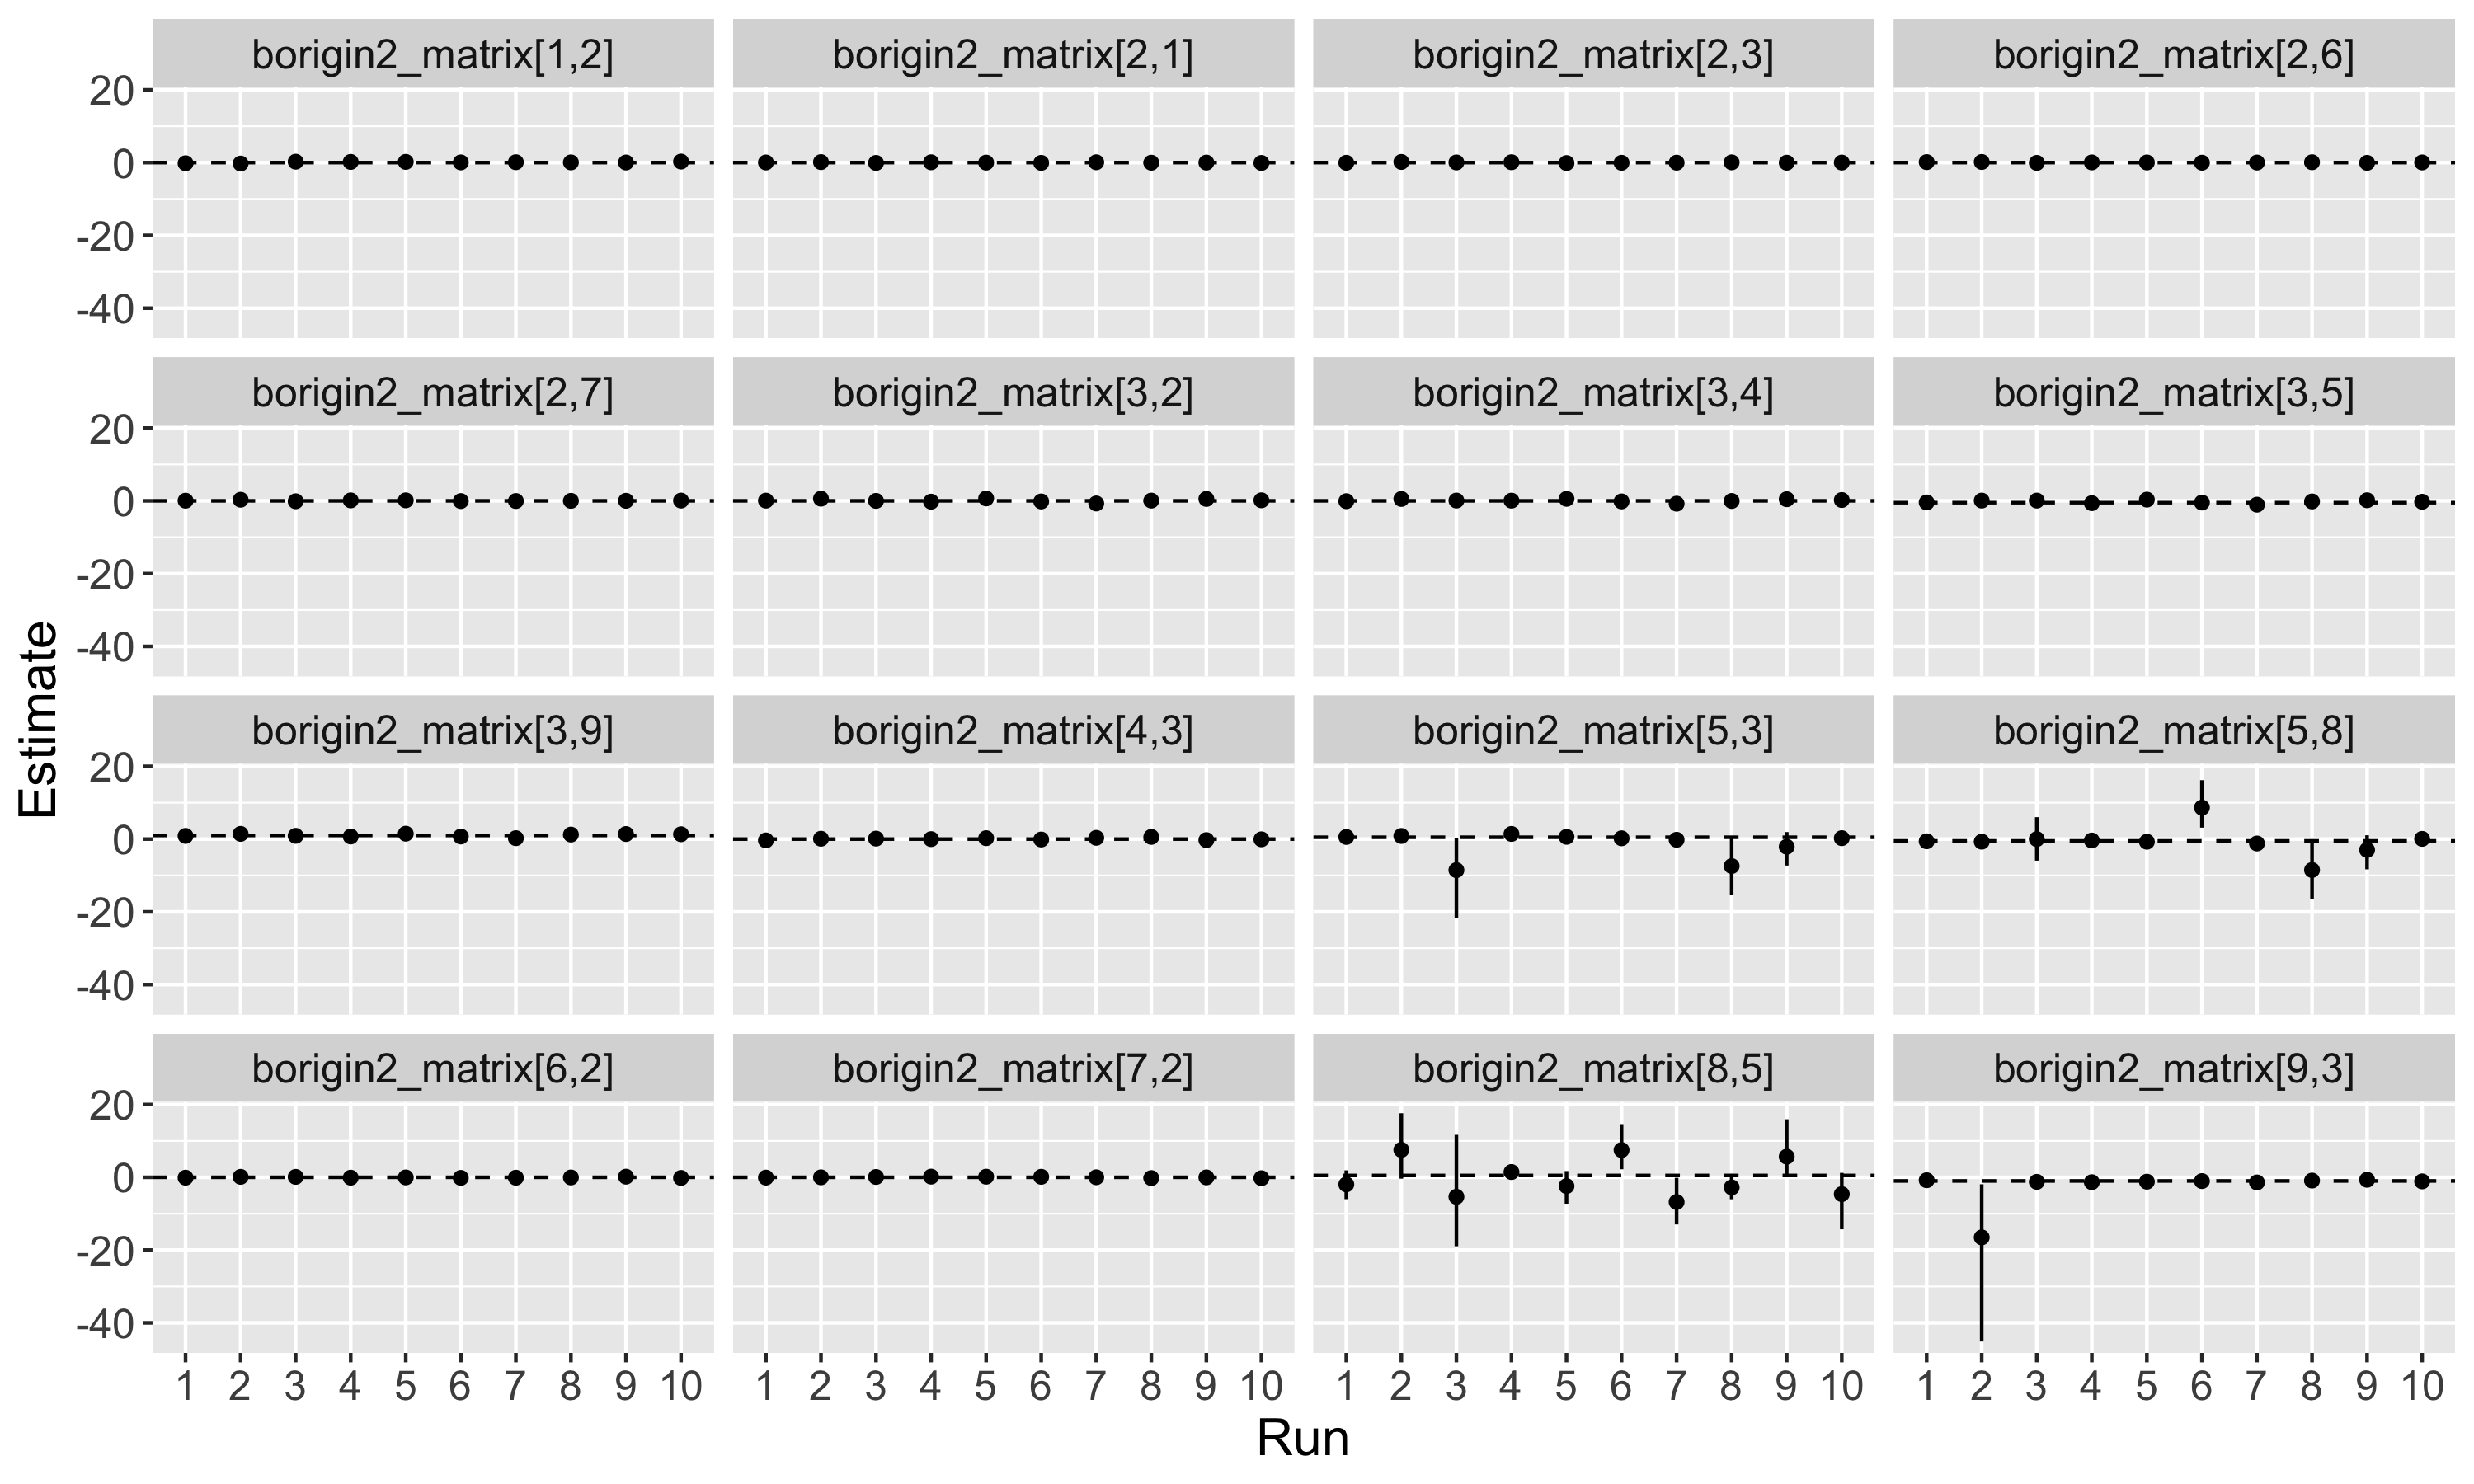 borigin2_matrix[1,2] borigin2_matrix[2,1] borigin2_matrix[2,3] borigin2_matrix[2,6]
20
0
-20
-40
borigin2_matrix[2,7] borigin2_matrix[3,2] borigin2_matrix[3,4] borigin2_matrix[3,5]
20
0
-20
-40
Estimate
borigin2_matrix[3,9] borigin2_matrix[4,3] borigin2_matrix[5,3] borigin2_matrix[5,8]
20
0
-20
-40
borigin2_matrix[6,2] borigin2_matrix[7,2] borigin2_matrix[8,5] borigin2_matrix[9,3]
20
0
-20
-40
1 2 3 4 5 6 7 8 9 10 1 2 3 4 5 6 7 8 9 10 1 2 3 4 5 6 7 8 9 10 1 2 3 4 5 6 7 8 9 10
Run